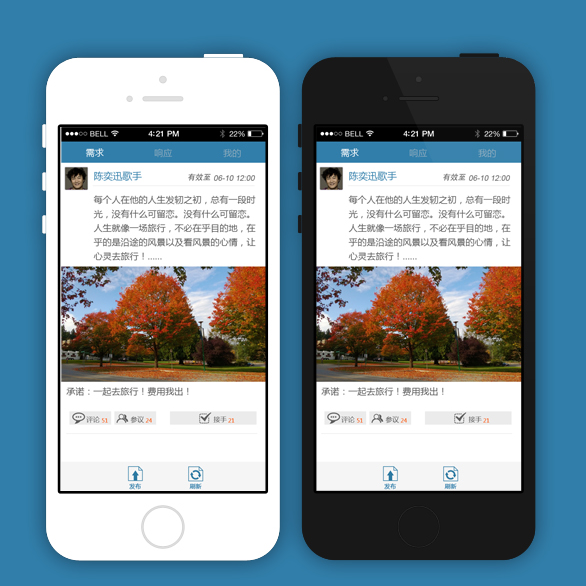 BELL 4:21 PM 22%
需求 响应 我的
陈奕迅歌手 有效至 06-10 12:00
每个人在他的人生发轫之初，总有一段时
光，没有什么可留恋。没有什么可留恋。
人生就像一场旅行，不必在乎目的地，在
乎的是沿途的风景以及看风景的心情，让
心灵去旅行！......
承诺：一起去旅行！费用我出！
评论 51 参议 24 接手 21
发布 刷新
BELL 4:21 PM 22%
需求 响应 我的
陈奕迅歌手 有效至 06-10 12:00
每个人在他的人生发轫之初，总有一段时
光，没有什么可留恋。没有什么可留恋。
人生就像一场旅行，不必在乎目的地，在
乎的是沿途的风景以及看风景的心情，让
心灵去旅行！......
承诺：一起去旅行！费用我出！
评论 51 参议 24 接手 21
发布 刷新